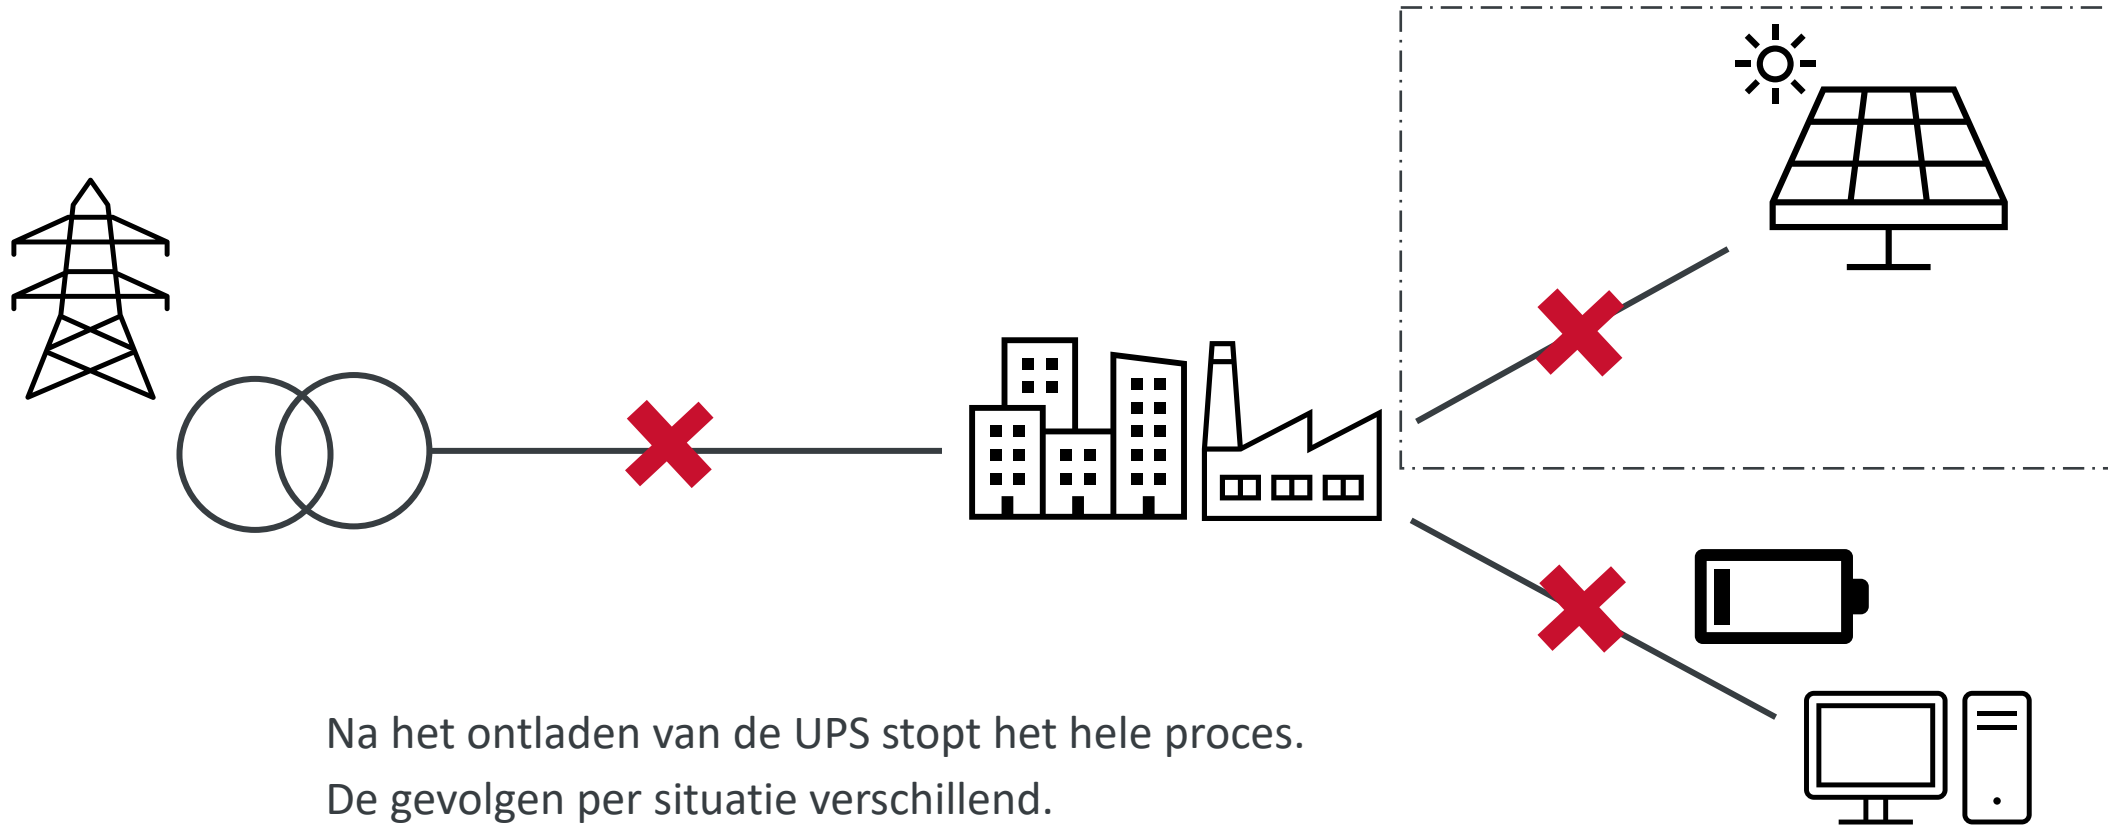 Na het ontladen van de UPS stopt het hele proces.
De gevolgen per situatie verschillend.